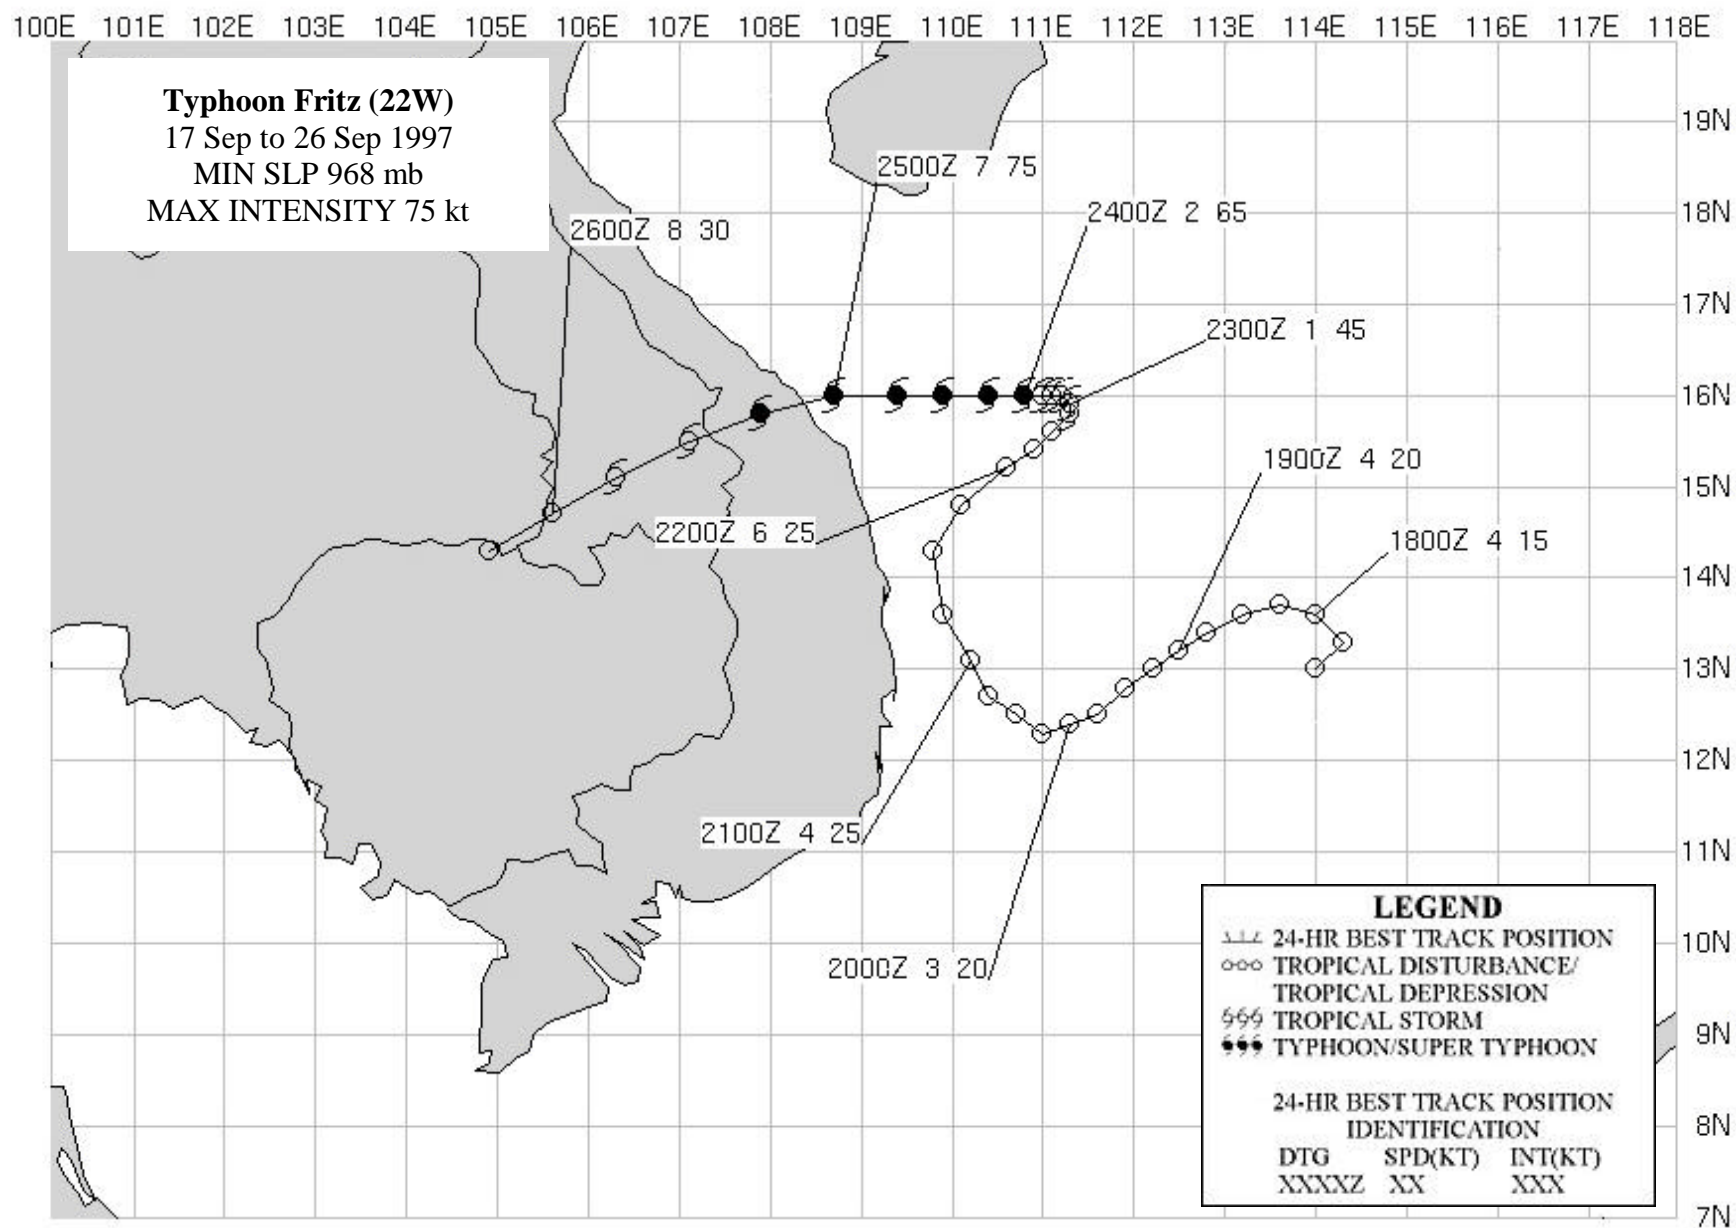 100E 101E 102E 103E 104E 105E 106E 107E 108E 109E 110E 111E 112E 113E 114E 115E 116E 117E 118E
Typhoon Fritz (22W)
17 Sep to 26 Sep 1997
MIN SLP 968 mb
MAX INTENSITY 75 kt
19N
2500Z 7 75
2400Z 2 65
18N
2600Z 8 30
17N
2300Z 1 45
16N
1900Z 4 20
15N
2200Z 6 25
1800Z 4 15
14N
13N
12N
2100Z 4 25
11N
2000Z 3 20
10N
9N
8N
7N
LEGEND
24-HR BEST TRACK POSITION
TROPICAL DISTURBANCE/
TROPICAL DEPRESSION
TROPICAL STORM
TYPHOON/SUPER TYPHOON
24-HR BEST TRACK POSITION
IDENTIFICATION
DTG SPD(KT) INT(KT)
XXXXZ XX XXX